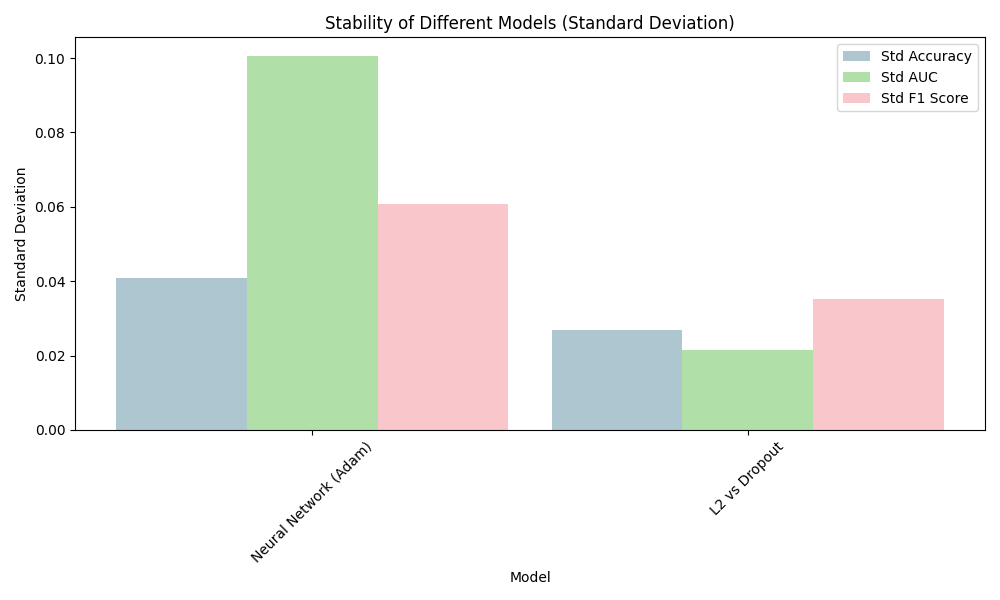 Stability of Different Models (Standard Deviation)
Std Accuracy
Std AUC
Std F1 Score
0.10
0.08
0.06
0.04
0.02
0.00
Standard Deviation
Neural Network (Adam)
L2 vs Dropout
Model